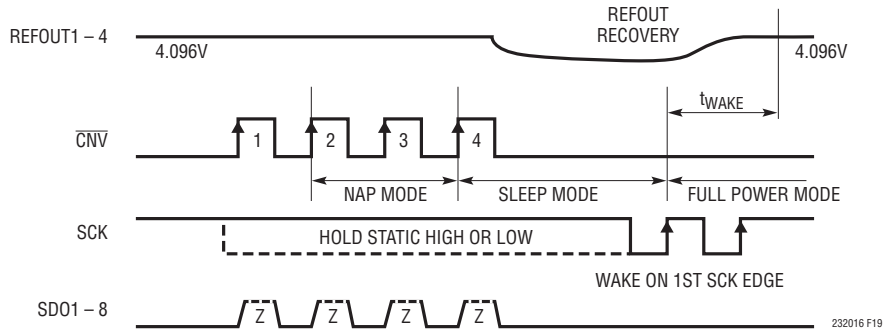 REFOUT
RECOVERY
REFOUT1 – 4
4.096V
4.096V
tWAKE
CNV
1
2
3
4
NAP MODE
SLEEP MODE
FULL POWER MODE
SCK
HOLD STATIC HIGH OR LOW
WAKE ON 1ST SCK EDGE
SDO1 – 8
Z
Z
Z
Z
232016 F19